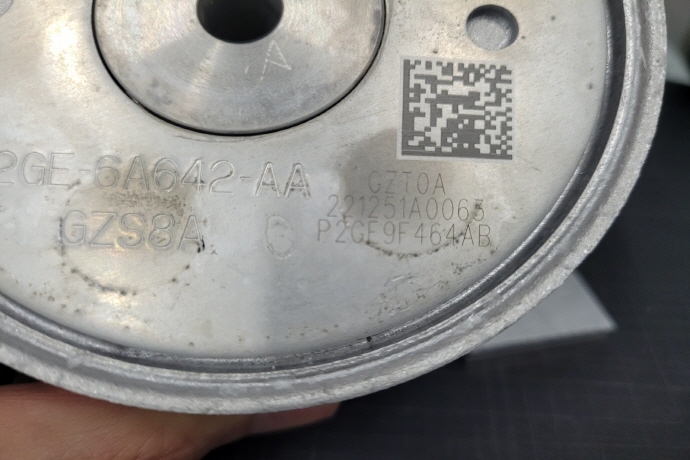 A
2GE-6A642-AA
GZS8A
GZT0A
221251A0063
P2GE9F464AB